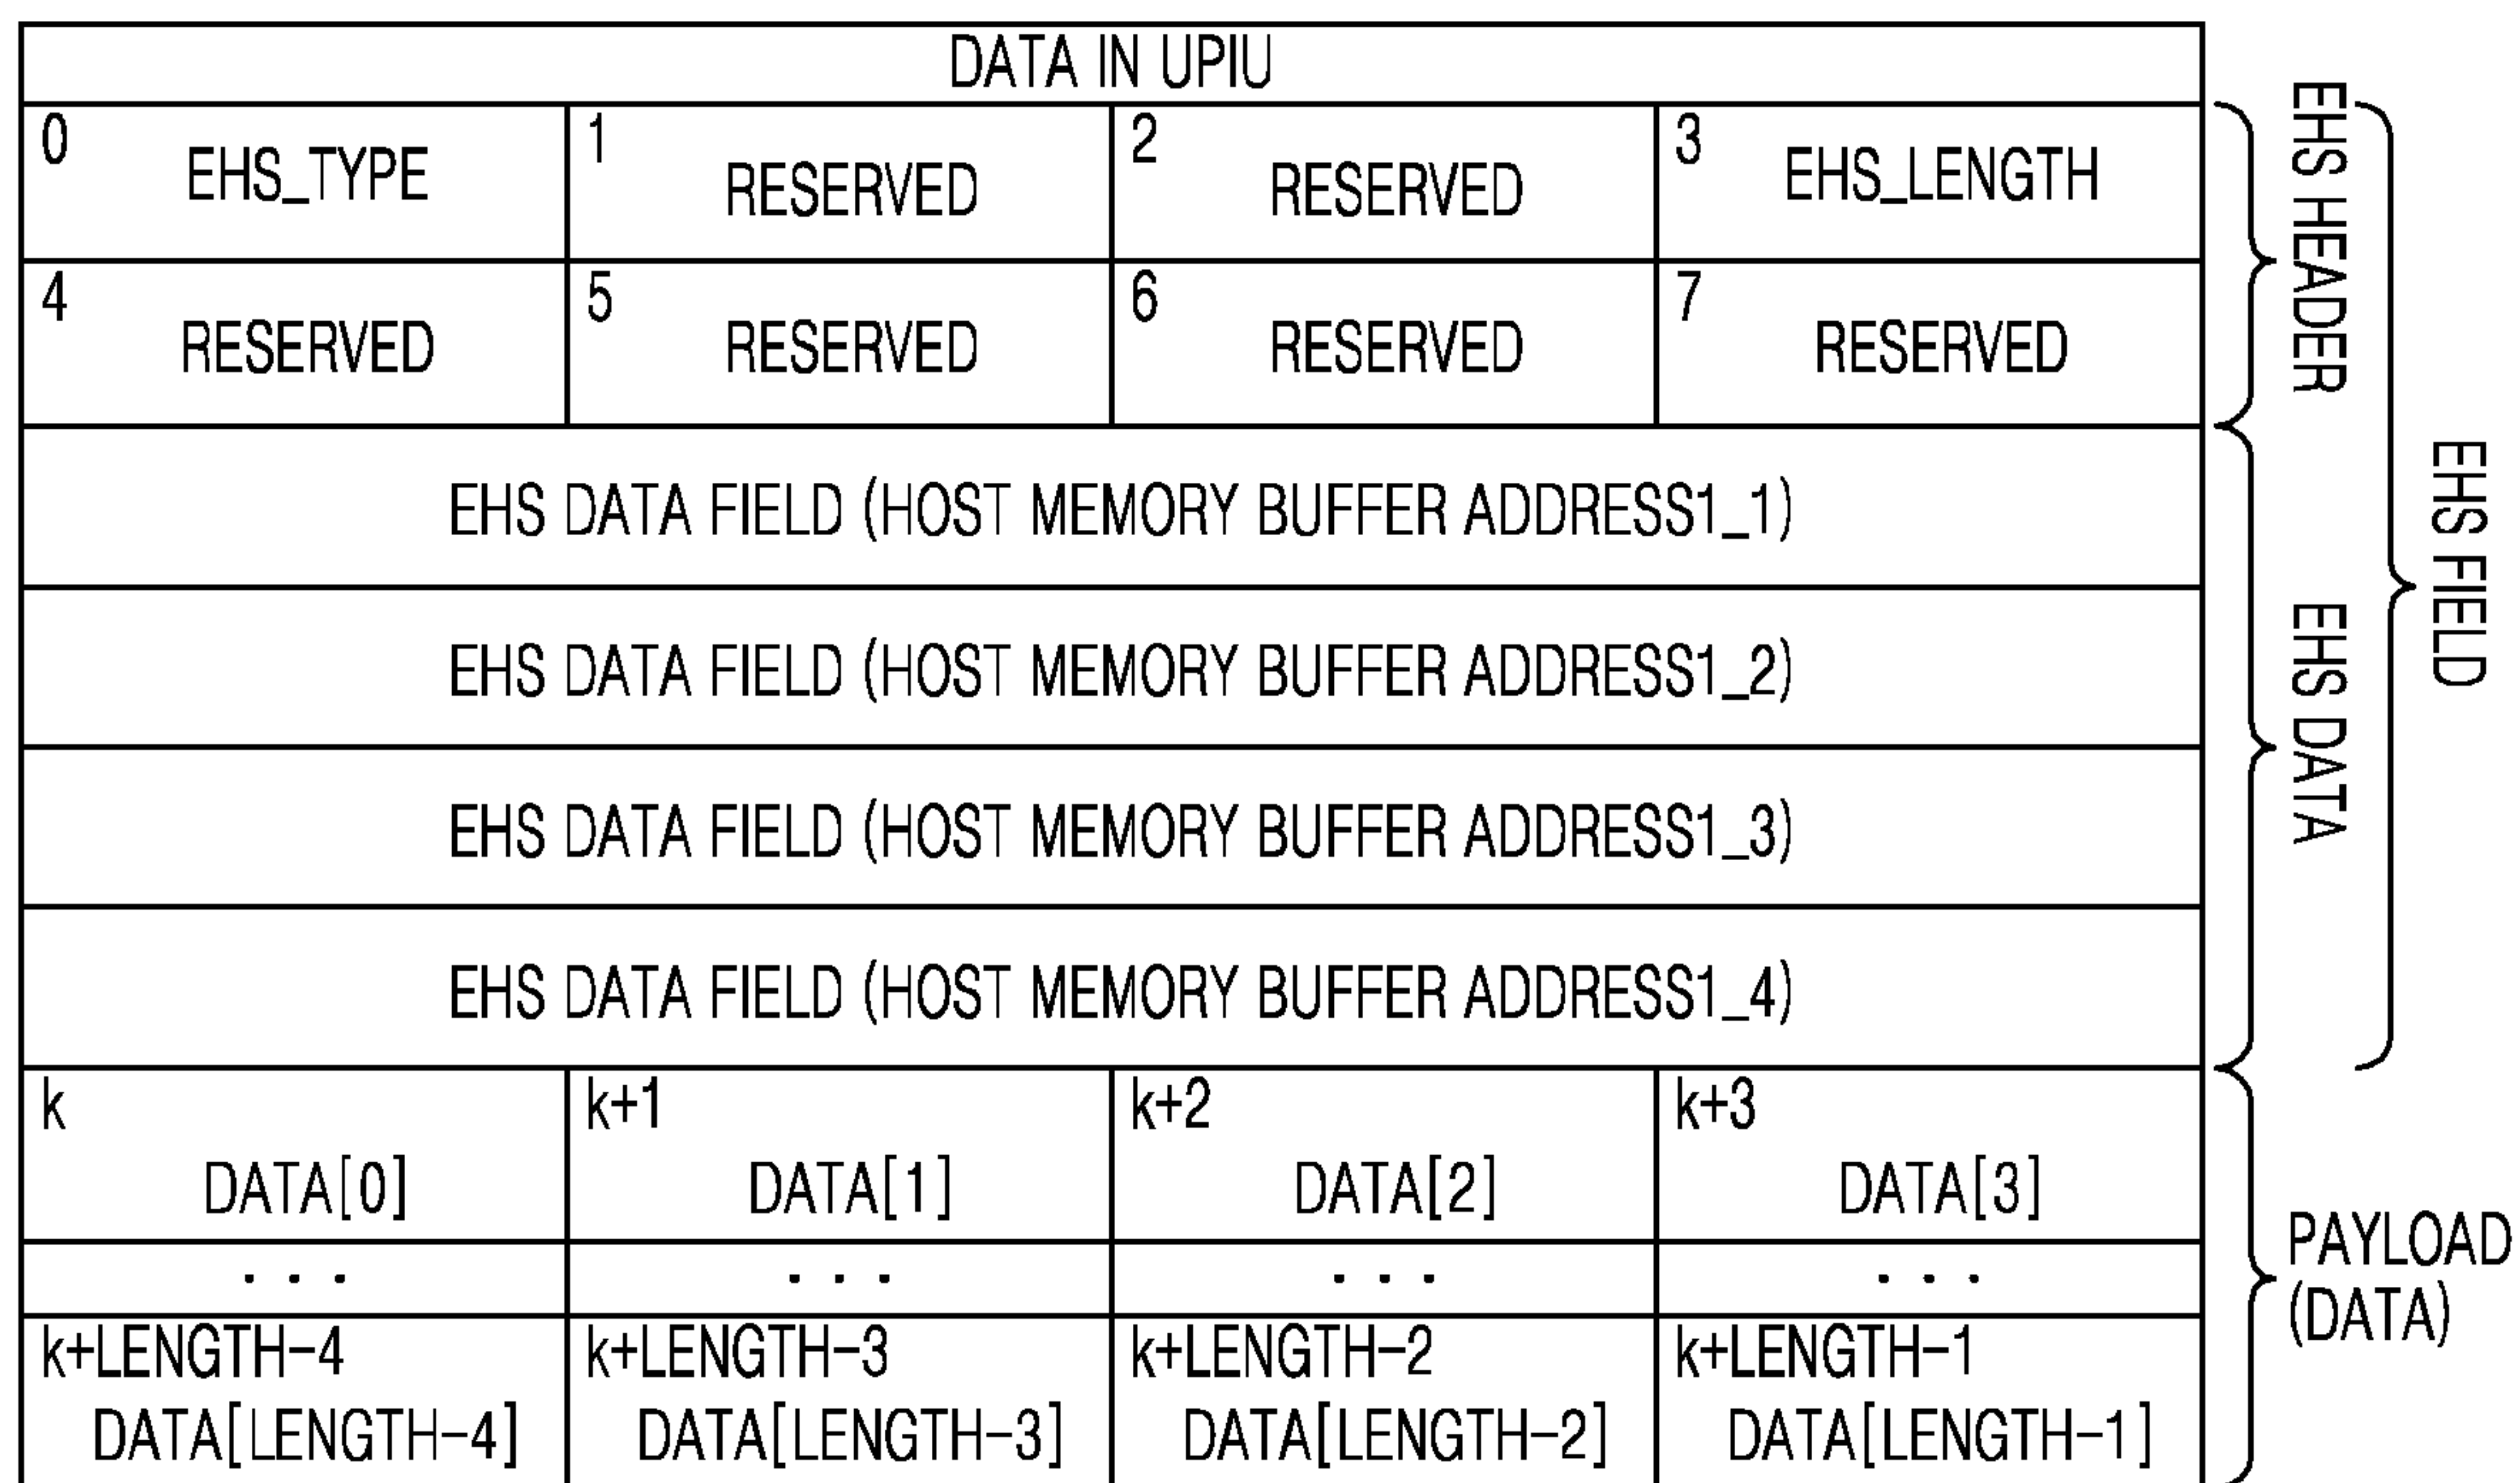 DATA IN UPIU
0 EHS_TYPE 1 RESERVED 2 RESERVED 3 EHS_LENGTH
4 RESERVED 5 RESERVED 6 RESERVED 7 RESERVED
EHS HEADER
EHS DATA FIELD (HOST MEMORY BUFFER ADDRESS1_1)
EHS DATA FIELD (HOST MEMORY BUFFER ADDRESS1_2)
EHS DATA FIELD (HOST MEMORY BUFFER ADDRESS1_3)
EHS DATA FIELD (HOST MEMORY BUFFER ADDRESS1_4)
EHS DATA
EHS FIELD
k k+1 k+2 k+3
DATA[0] DATA[1] DATA[2] DATA[3]
... ... ... ...
k+LENGTH-4 k+LENGTH-3 k+LENGTH-2 k+LENGTH-1
DATA[LENGTH-4] DATA[LENGTH-3] DATA[LENGTH-2] DATA[LENGTH-1]
PAYLOAD
(DATA)